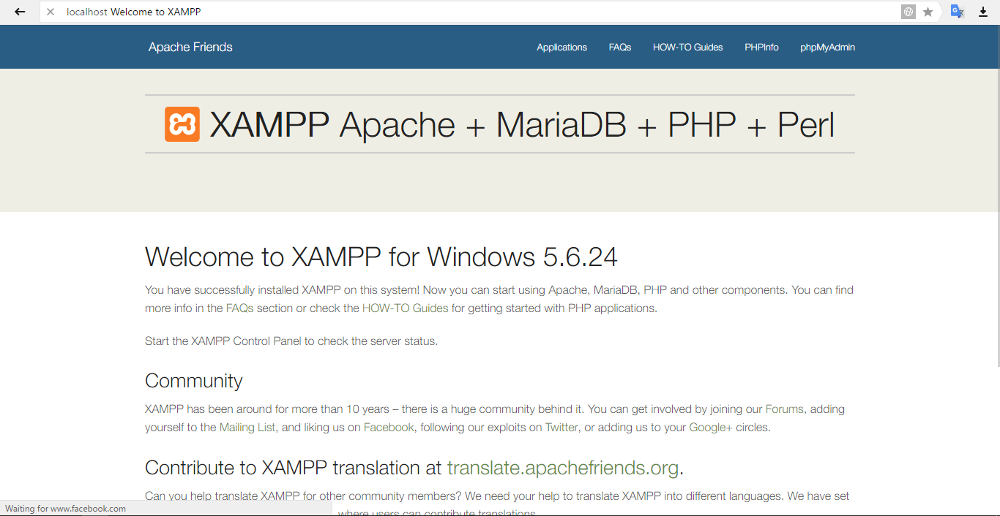 localhost Welcome to XAMPP
Apache Friends Applications FAQs HOW-TO Guides PHPInfo phpMyAdmin
XAMPP Apache + MariaDB + PHP + Perl
Welcome to XAMPP for Windows 5.6.24
You have successfully installed XAMPP on this system! Now you can start using Apache, MariaDB, PHP and other components. You can find
more info in the FAQs section or check the HOW-TO Guides for getting started with PHP applications.
Start the XAMPP Control Panel to check the server status.
Community
XAMPP has been around for more than 10 years – there is a huge community behind it. You can get involved by joining our Forums, adding
yourself to the Mailing List, and liking us on Facebook, following our exploits on Twitter, or adding us to your Google+ circles.
Contribute to XAMPP translation at translate.apachefriends.org.
Can you help translate XAMPP for other community members? We need your help to translate XAMPP into different languages. We have set
where users can contribute translations.
Waiting for www.facebook.com